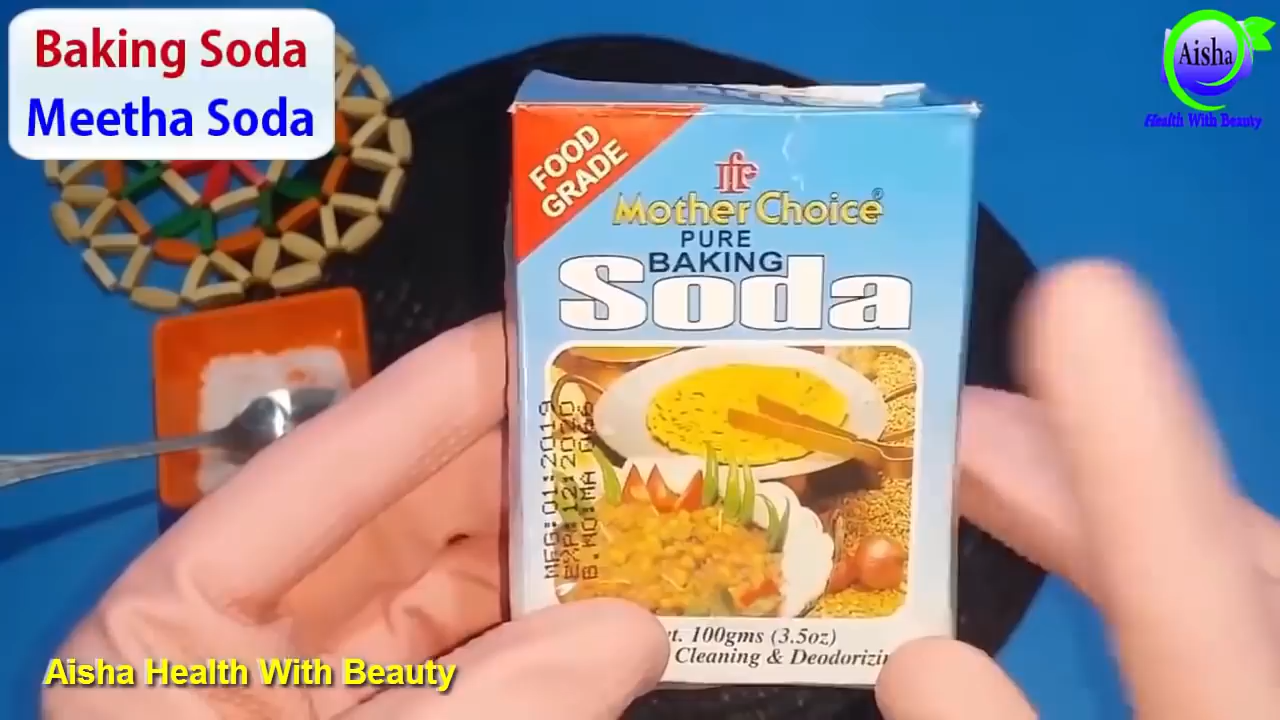 Baking Soda
Meetha Soda
Aisha
Health With Beauty
FOOD
GRADE
Mother Choice®
PURE
BAKING
Soda
MFG:01:2019
EXP:12:2020
t. 100gms (3.5oz)
Cleaning & Deodorizin
Aisha Health With Beauty